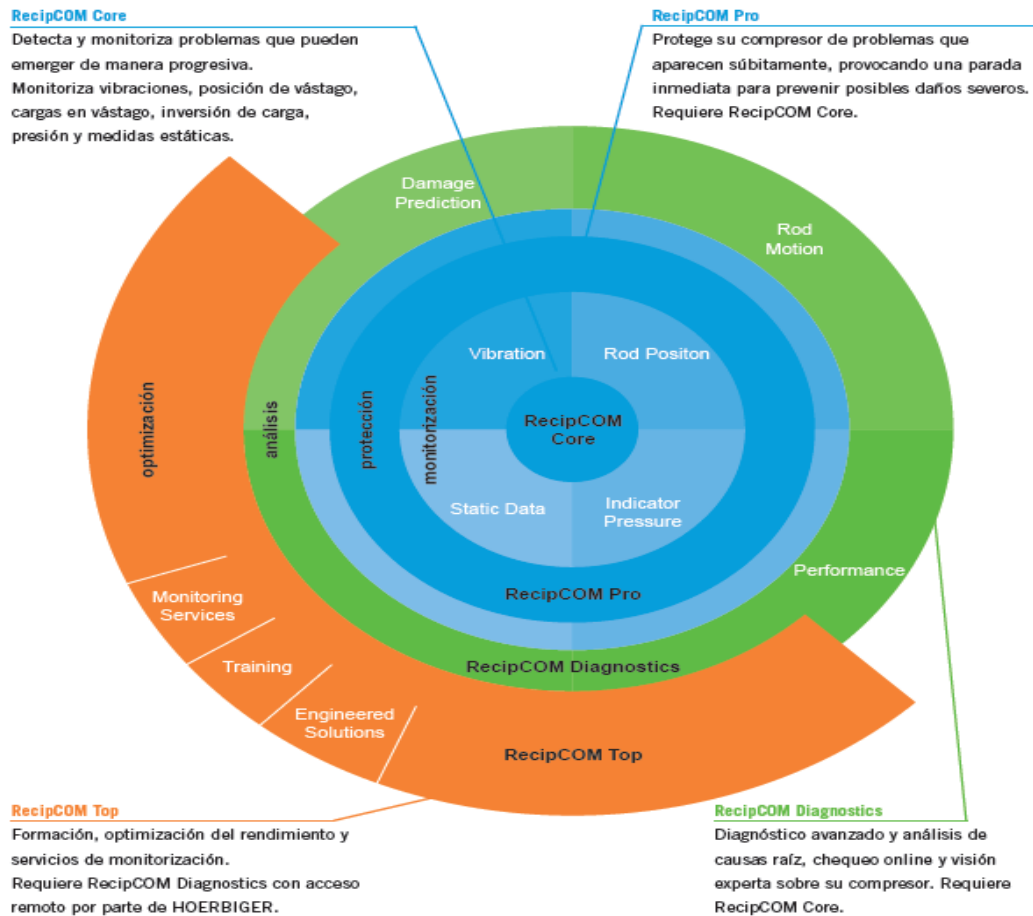 RecipCOM Core
Detecta y monitoriza problemas que pueden
emerger de manera progresiva.
Monitoriza vibraciones, posición de vástago,
cargas en vástago, inversión de carga,
presión y medidas estáticas.
RecipCOM Pro
Protege su compresor de problemas que
aparecen súbitamente, provocando una parada
inmediata para prevenir posibles daños severos.
Requiere RecipCOM Core.
Damage
Prediction
Rod
Motion
Vibration
Rod Positon
optimización
análisis
protección
monitorización
RecipCOM
Core
Static Data
Indicator
Pressure
Performance
RecipCOM Pro
Monitoring
Services
Training
Engineered
Solutions
RecipCOM Diagnostics
RecipCOM Top
RecipCOM Top
Formación, optimización del rendimiento y
servicios de monitorización.
Requiere RecipCOM Diagnostics con acceso
remoto por parte de HOERBIGER.
RecipCOM Diagnostics
Diagnóstico avanzado y análisis de
causas raíz, chequeo online y visión
experta sobre su compresor. Requiere
RecipCOM Core.